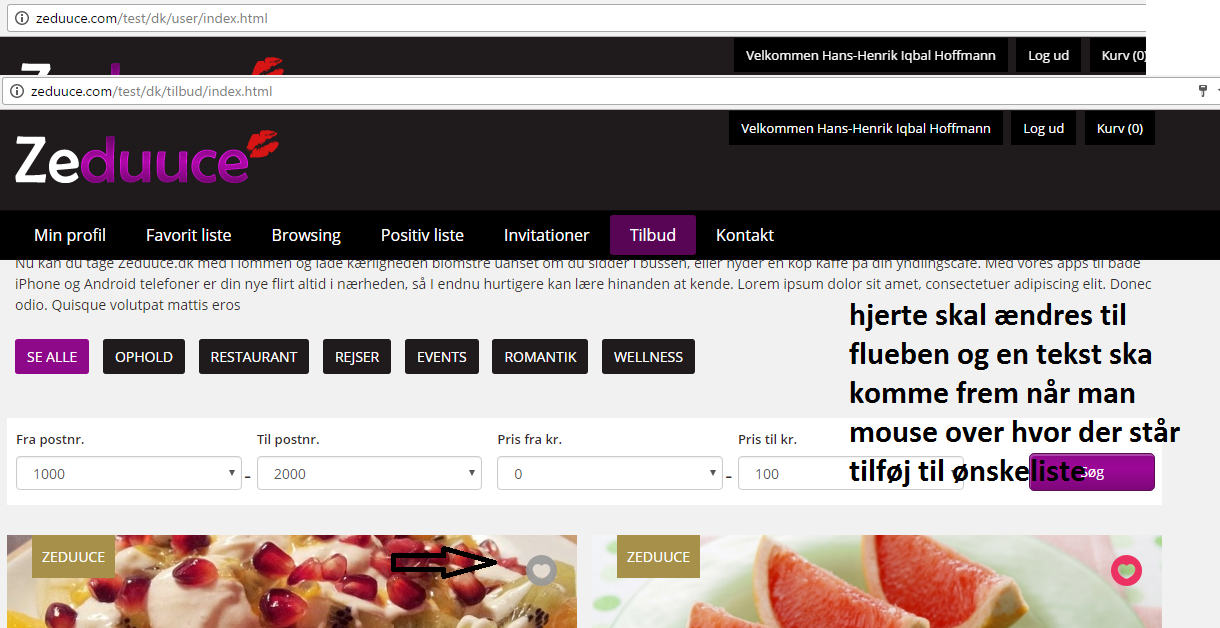 zeduuce.com/test/dk/user/index.html
Velkommen Hans-Henrik Iqbal Hoffmann
Log ud
Kurv (0)
zeduuce.com/test/dk/tilbud/index.html
Velkommen Hans-Henrik Iqbal Hoffmann
Log ud
Kurv (0)
Zeduuce
Min profil
Favorit liste
Browsing
Positiv liste
Invitationer
Tilbud
Kontakt
Nu kan du tage Zeduuce.dk med i lommen og lade kærligheden blomstre uanset om du sidder i bussen, eller nyder en kop kaffe på din yndlingscafé. Med vores apps til både
iPhone og Android telefoner er din nye flirt altid i nærheden, så I endnu hurtigere kan lære hinanden at kende. Lorem ipsum dolor sit amet, consectetuer adipiscing elit. Donec
odio. Quisque volutpat mattis eros
hjerte skal ændres til
flueben og en tekst ska
komme frem når man
mouse over hvor der står
tilføj til ønskeliste
SE ALLE
OPHOLD
RESTAURANT
REJSER
EVENTS
ROMANTIK
WELLNESS
Fra postnr.
Til postnr.
Pris fra kr.
Pris til kr.
1000
-
2000
0
-
100
Søg
ZEDUUCE
ZEDUUCE